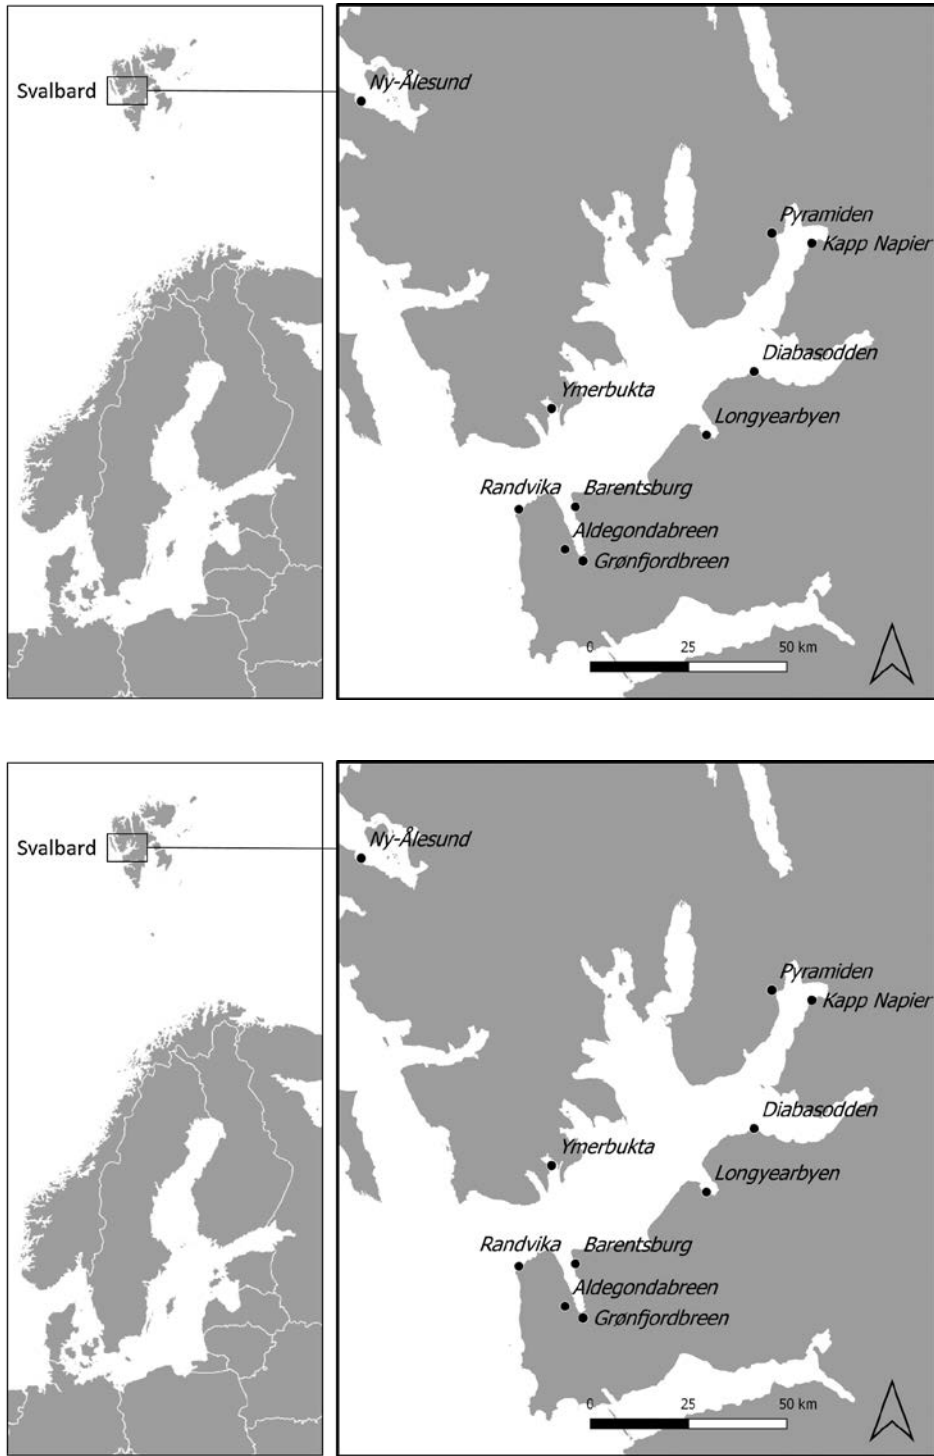 Svalbard
Ny-Ålesund
Pyramiden
Kapp Napier
Diabasodden
Ymerbukta
Longyearbyen
Randvika
Barentsburg
Aldegondabreen
Grønfjordbreen
0 25 50 km
Svalbard
Ny-Ålesund
Pyramiden
Kapp Napier
Diabasodden
Ymerbukta
Longyearbyen
Randvika
Barentsburg
Aldegondabreen
Grønfjordbreen
0 25 50 km